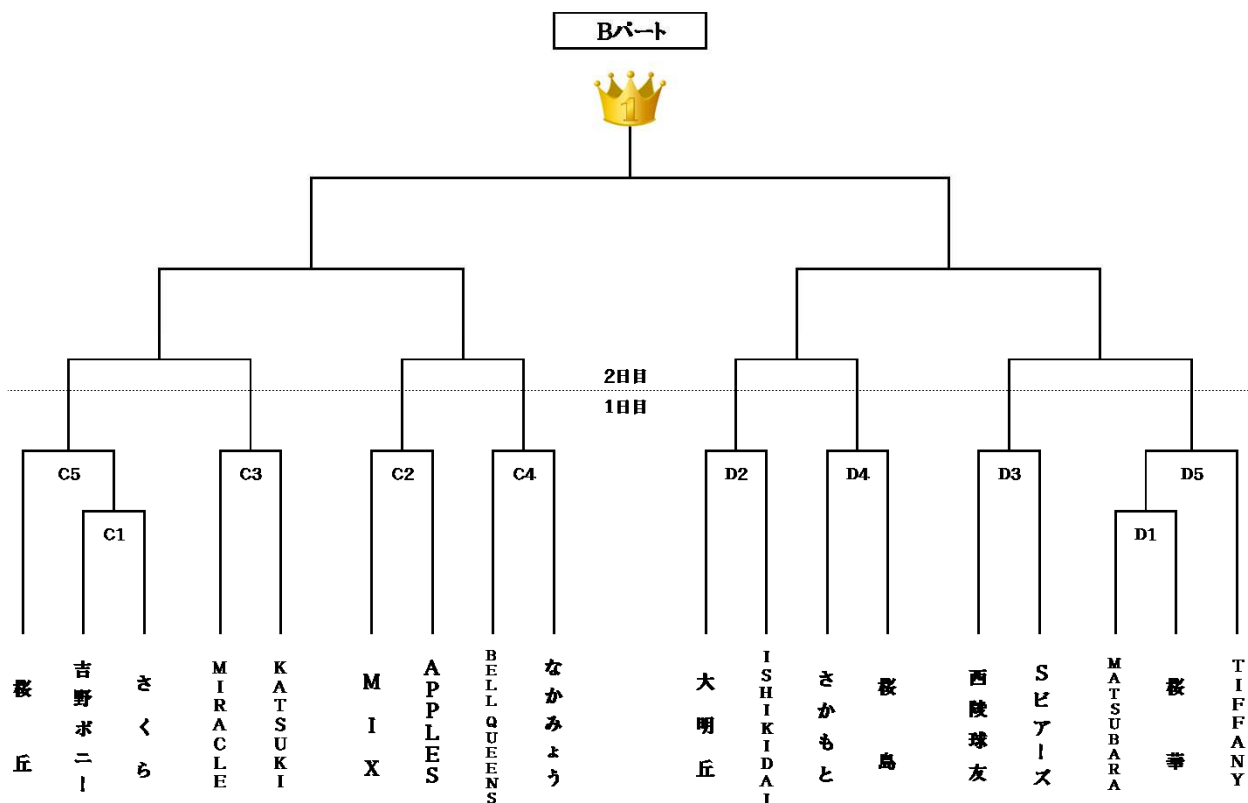 Bパート
1
2日目
1日目
C5
C3
C2
C4
D2
D4
D3
D5
C1
D1
桜丘
吉野ポニー
さくら
MIRACLE
KATSUKI
MIX
APPLES
BELL QUEENS
なかみょう
大明丘
ISHIKIDAI
さかもと
桜島
西陵球友
Sビアーズ
MATSUBARA
桜華
TIFFANY